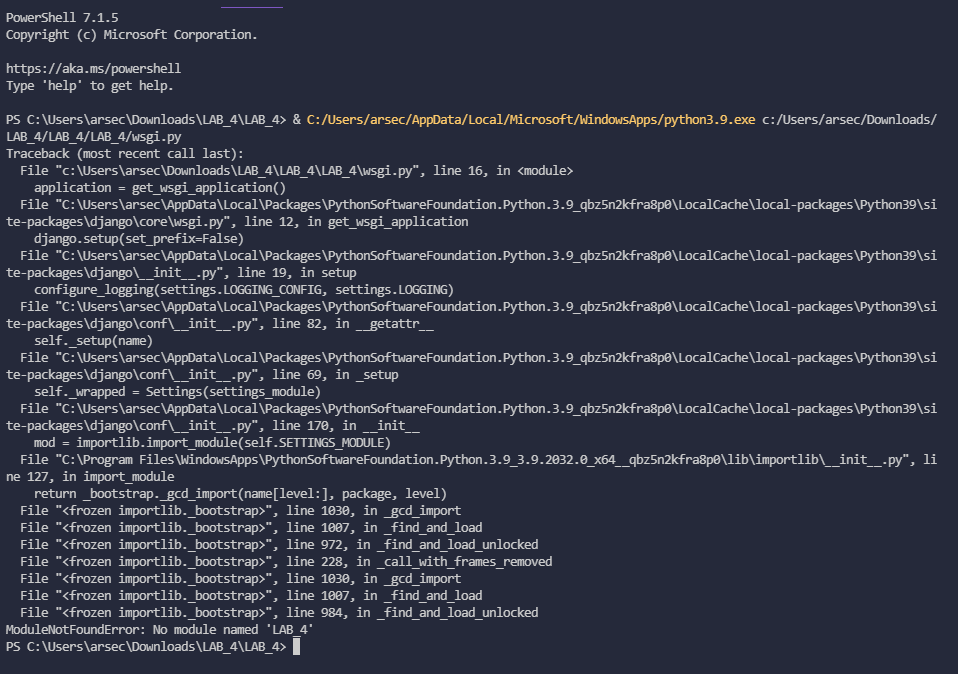 PowerShell 7.1.5
Copyright (c) Microsoft Corporation.
https://aka.ms/powershell
Type 'help' to get help.
PS C:\Users\arsec\Downloads\LAB_4\LAB_4> & C:/Users/arsec/AppData/Local/Microsoft/WindowsApps/python3.9.exe c:/Users/arsec/Downloads/
LAB_4/LAB_4/LAB_4/wsgi.py
Traceback (most recent call last):
  File "c:\Users\arsec\Downloads\LAB_4\LAB_4\LAB_4\wsgi.py", line 16, in <module>
    application = get_wsgi_application()
  File "C:\Users\arsec\AppData\Local\Packages\PythonSoftwareFoundation.Python.3.9_qbz5n2kfra8p0\LocalCache\local-packages\Python39\si
te-packages\django\core\wsgi.py", line 12, in get_wsgi_application
    django.setup(set_prefix=False)
  File "C:\Users\arsec\AppData\Local\Packages\PythonSoftwareFoundation.Python.3.9_qbz5n2kfra8p0\LocalCache\local-packages\Python39\si
te-packages\django\__init__.py", line 19, in setup
    configure_logging(settings.LOGGING_CONFIG, settings.LOGGING)
  File "C:\Users\arsec\AppData\Local\Packages\PythonSoftwareFoundation.Python.3.9_qbz5n2kfra8p0\LocalCache\local-packages\Python39\si
te-packages\django\conf\__init__.py", line 82, in __getattr__
    self._setup(name)
  File "C:\Users\arsec\AppData\Local\Packages\PythonSoftwareFoundation.Python.3.9_qbz5n2kfra8p0\LocalCache\local-packages\Python39\si
te-packages\django\conf\__init__.py", line 69, in _setup
    self._wrapped = Settings(settings_module)
  File "C:\Users\arsec\AppData\Local\Packages\PythonSoftwareFoundation.Python.3.9_qbz5n2kfra8p0\LocalCache\local-packages\Python39\si
te-packages\django\conf\__init__.py", line 170, in __init__
    mod = importlib.import_module(self.SETTINGS_MODULE)
  File "C:\Program Files\WindowsApps\PythonSoftwareFoundation.Python.3.9_3.9.2032.0_x64__qbz5n2kfra8p0\lib\importlib\__init__.py", li
ne 127, in import_module
    return _bootstrap._gcd_import(name[level:], package, level)
  File "<frozen importlib._bootstrap>", line 1030, in _gcd_import
  File "<frozen importlib._bootstrap>", line 1007, in _find_and_load
  File "<frozen importlib._bootstrap>", line 972, in _find_and_load_unlocked
  File "<frozen importlib._bootstrap>", line 228, in _call_with_frames_removed
  File "<frozen importlib._bootstrap>", line 1030, in _gcd_import
  File "<frozen importlib._bootstrap>", line 1007, in _find_and_load
  File "<frozen importlib._bootstrap>", line 984, in _find_and_load_unlocked
ModuleNotFoundError: No module named 'LAB_4'
PS C:\Users\arsec\Downloads\LAB_4\LAB_4>